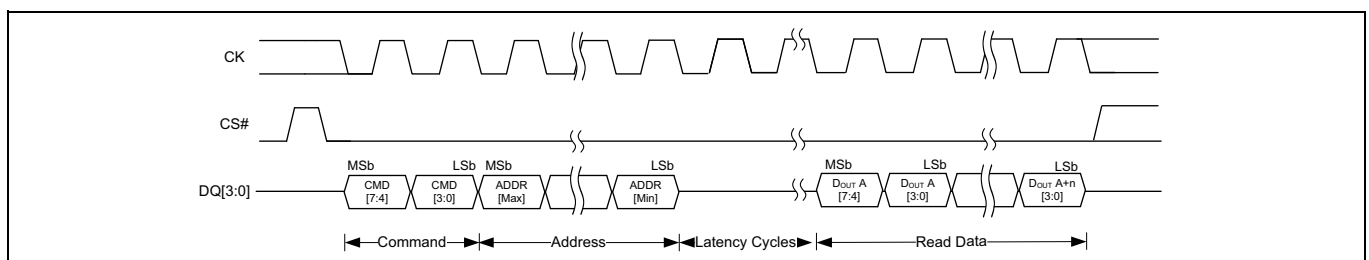 CK
CS#
MSb LSb MSb LSb MSb LSb LSb
DQ[3:0] CMD [7:4] CMD [3:0] ADDR [Max] ADDR [Min] DOUT A [7:4] DOUT A [3:0] DOUT A+n [3:0]
Command Address Latency Cycles Read Data